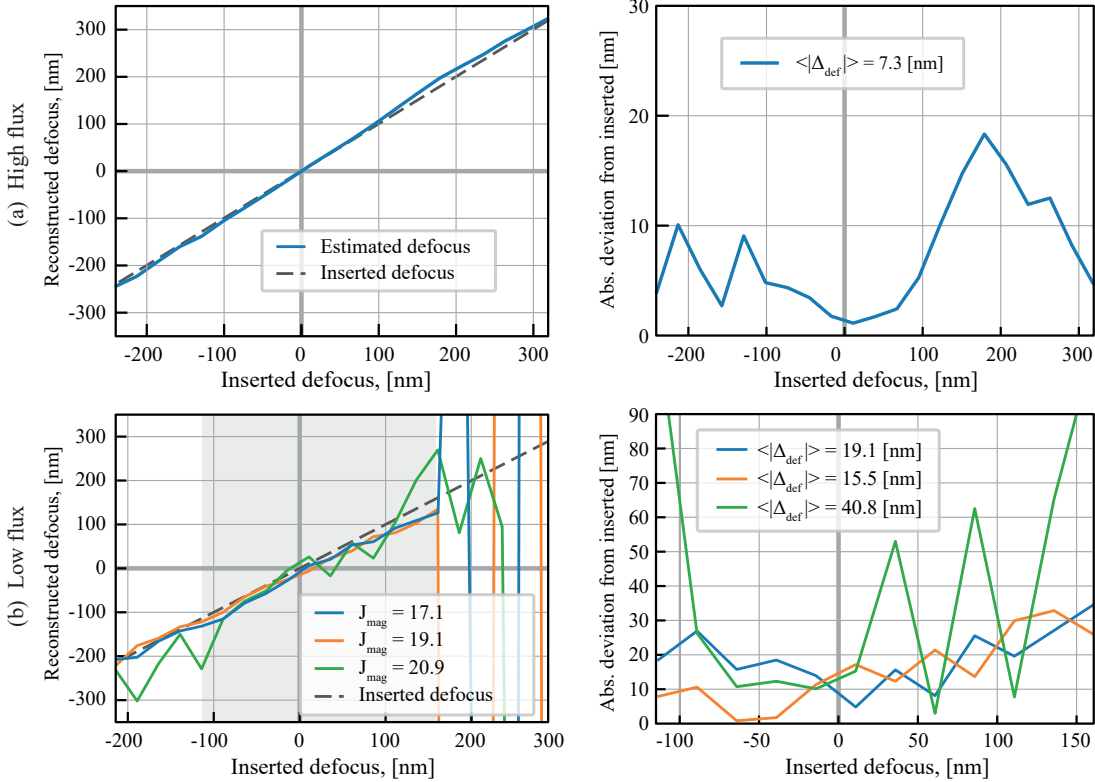 (a) High flux
Reconstructed defocus, [nm]
300
200
100
0
-100
-200
-300
Estimated defocus
Inserted defocus
-200
-100
0
100
200
300
Inserted defocus, [nm]
Abs. deviation from inserted [nm]
30
20
10
0
<|Δdef|> = 7.3 [nm]
-200
-100
0
100
200
300
Inserted defocus, [nm]
(b) Low flux
Reconstructed defocus, [nm]
300
200
100
0
-100
-200
-300
Jmag = 17.1
Jmag = 19.1
Jmag = 20.9
Inserted defocus
-200
-100
0
100
200
300
Inserted defocus, [nm]
Abs. deviation from inserted [nm]
90
80
70
60
50
40
30
20
10
0
<|Δdef|> = 19.1 [nm]
<|Δdef|> = 15.5 [nm]
<|Δdef|> = 40.8 [nm]
-100
-50
0
50
100
150
Inserted defocus, [nm]